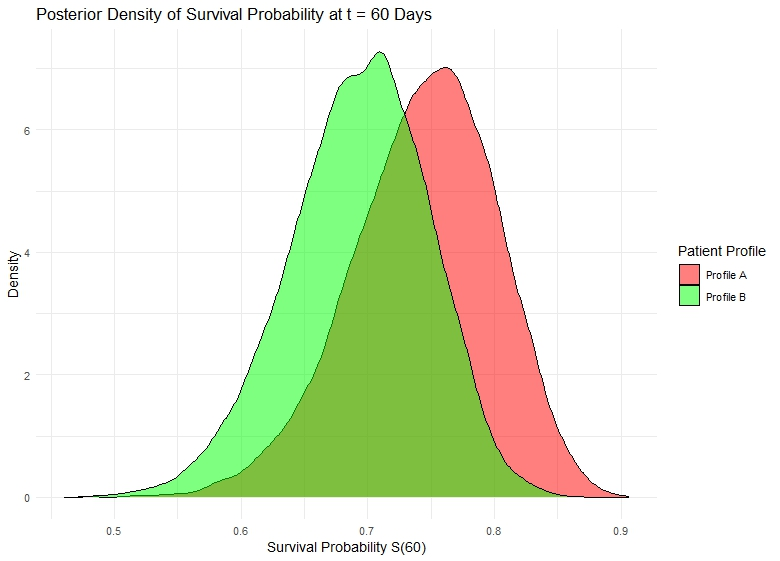 Posterior Density of Survival Probability at t = 60 Days
Density
6
4
2
0
0.5 0.6 0.7 0.8 0.9
Survival Probability S(60)
Patient Profile
Profile A
Profile B